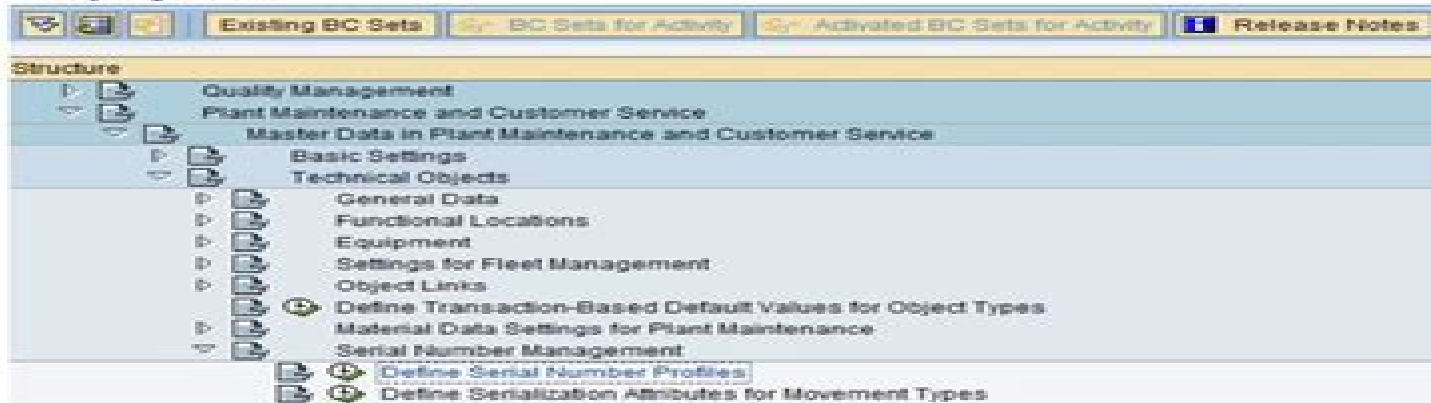 Existing BC Sets BC Sets for Activity Activated BC Sets for Activity Release Notes
Structure
Quality Management
Plant Maintenance and Customer Service
Master Data in Plant Maintenance and Customer Service
Basic Settings
Technical Objects
General Data
Functional Locations
Equipment
Settings for Fleet Management
Object Links
Define Transaction-Based Default Values for Object Types
Material Data Settings for Plant Maintenance
Serial Number Management
Define Serial Number Profiles
Define Serialization Attributes for Movement Types